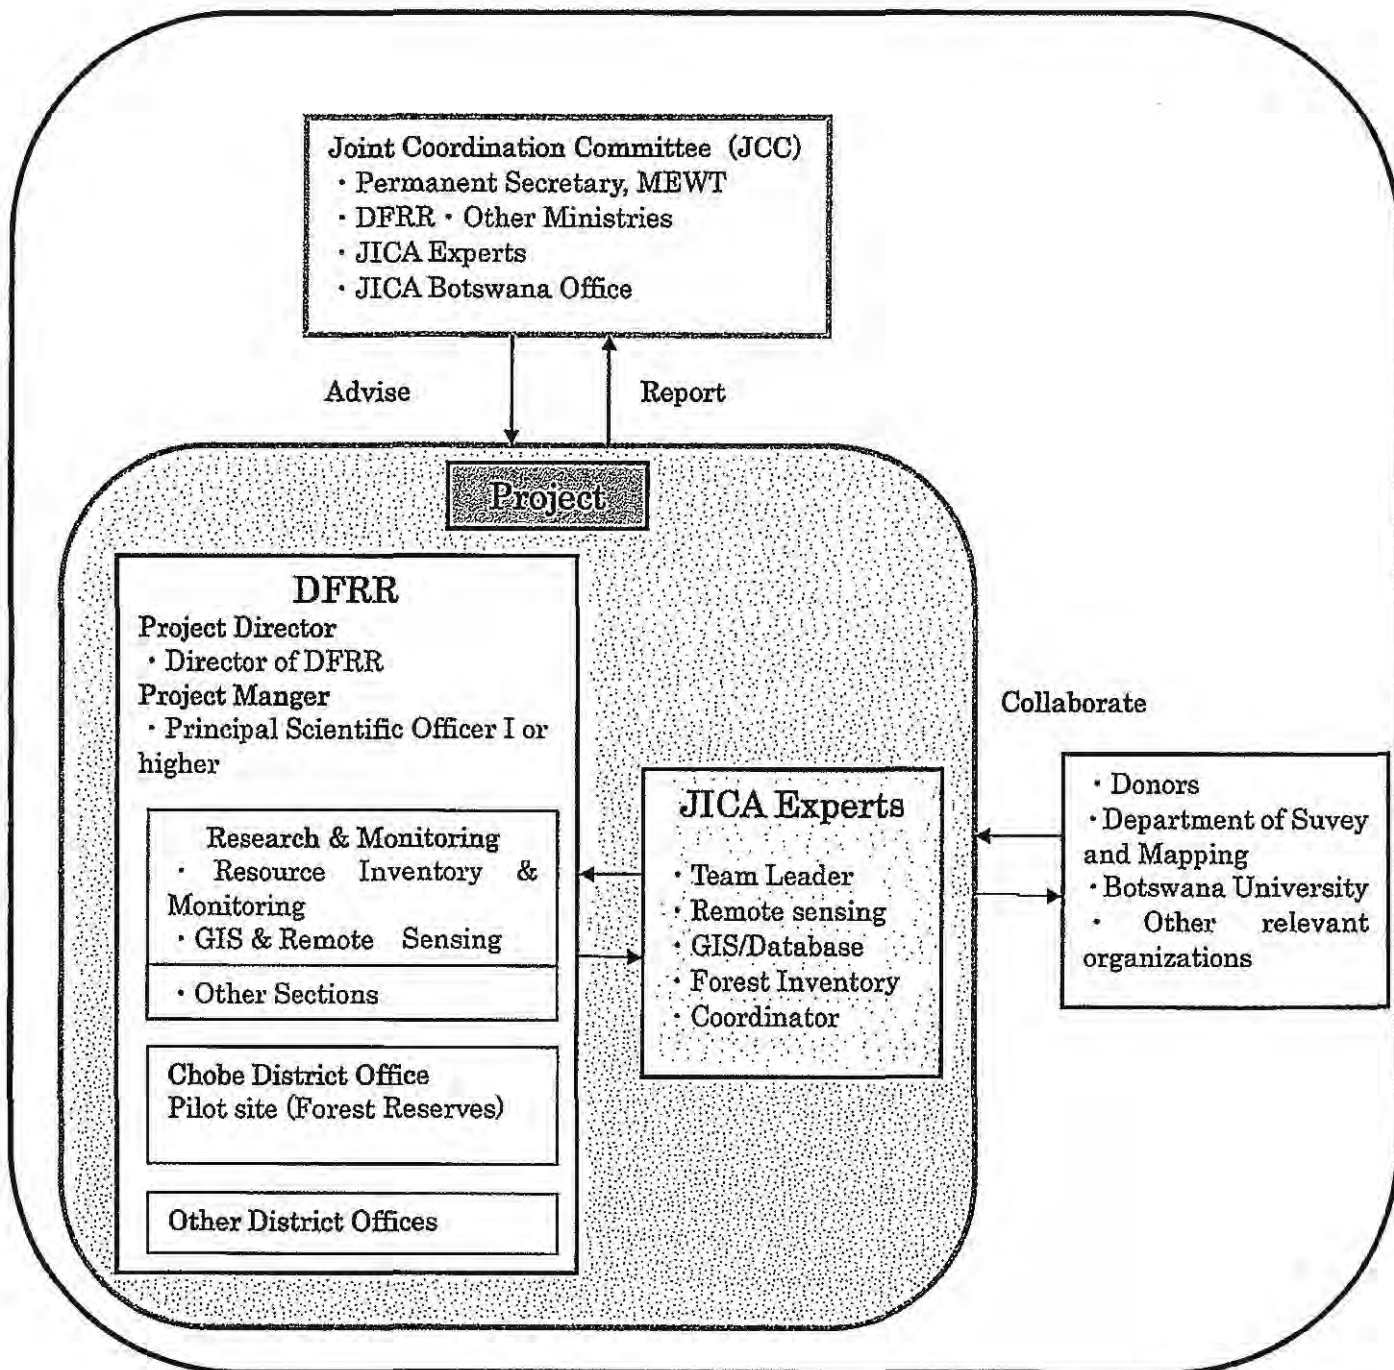 Joint Coordination Committee (JCC)
・Permanent Secretary, MEWT
・DFRR・Other Ministries
・JICA Experts
・JICA Botswana Office
Advise
Report
Project
DFRR
Project Director
・Director of DFRR
Project Manger
・Principal Scientific Officer I or
higher
Research & Monitoring
・ Resource Inventory &
Monitoring
・GIS & Remote Sensing
・Other Sections
Chobe District Office
Pilot site (Forest Reserves)
Other District Offices
JICA Experts
・Team Leader
・Remote sensing
・GIS/Database
・Forest Inventory
・Coordinator
Collaborate
・Donors
・Department of Suvey
and Mapping
・Botswana University
・ Other relevant
organizations